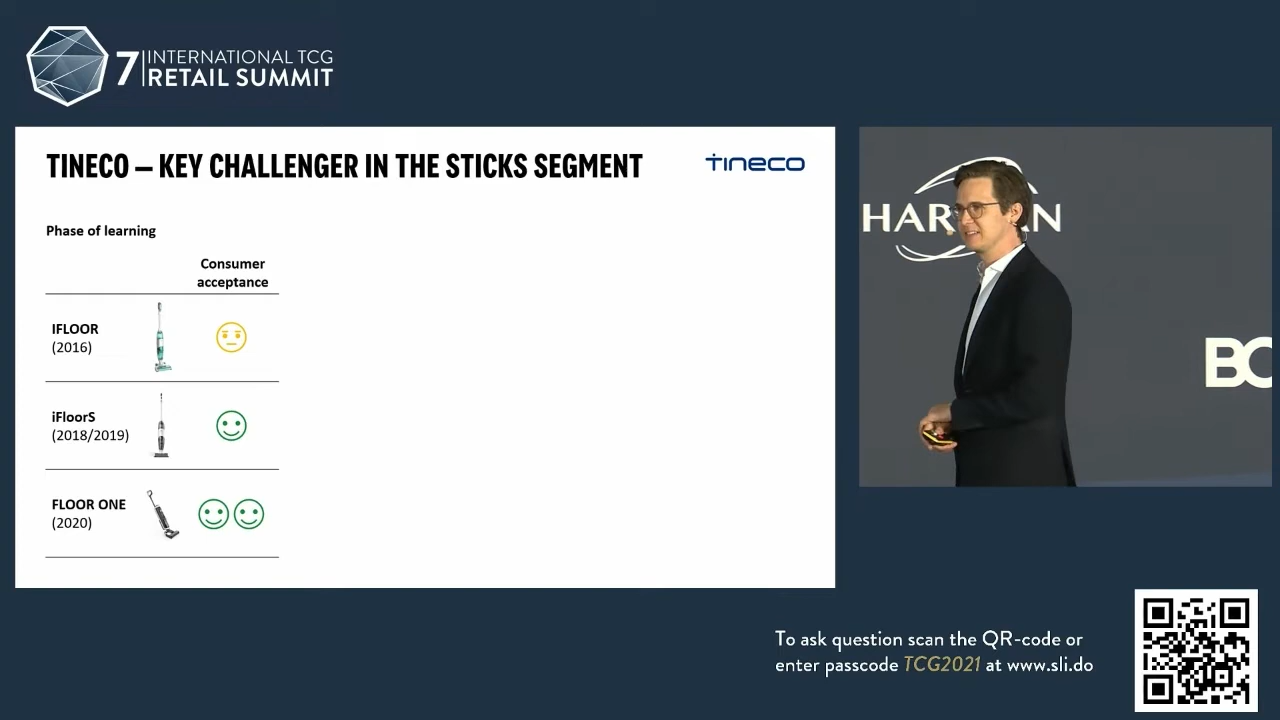 7
INTERNATIONAL TCG
RETAIL SUMMIT
TINECO – KEY CHALLENGER IN THE STICKS SEGMENT
tineco
Phase of learning
Consumer
acceptance
IFLOOR
(2016)
iFloorS
(2018/2019)
FLOOR ONE
(2020)
To ask question scan the QR-code or
enter passcode TCG2021 at www.sli.do